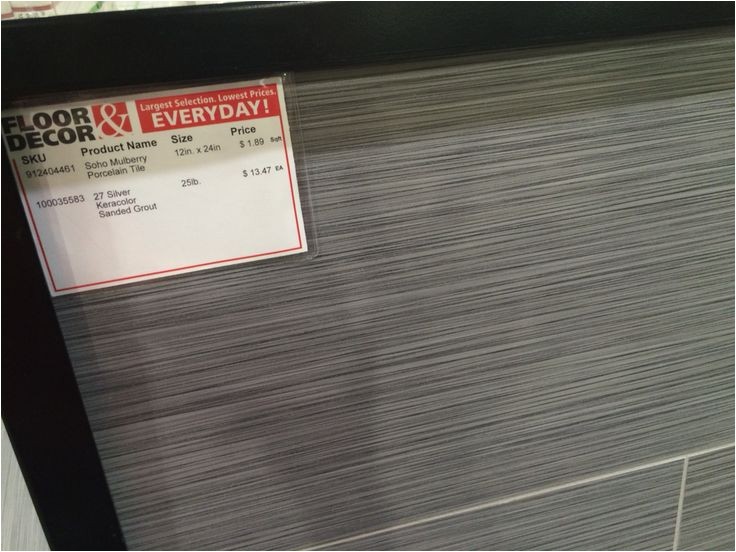 FLOOR & DECOR
Largest Selection. Lowest Prices.
EVERYDAY!
SKU Product Name Size Price
912404461 Soho Mulberry 12in. x 24in $ 1.89 Sqft
Porcelain Tile
100035583 27 Silver 25lb. $ 13.47 EA
Keracolor
Sanded Grout